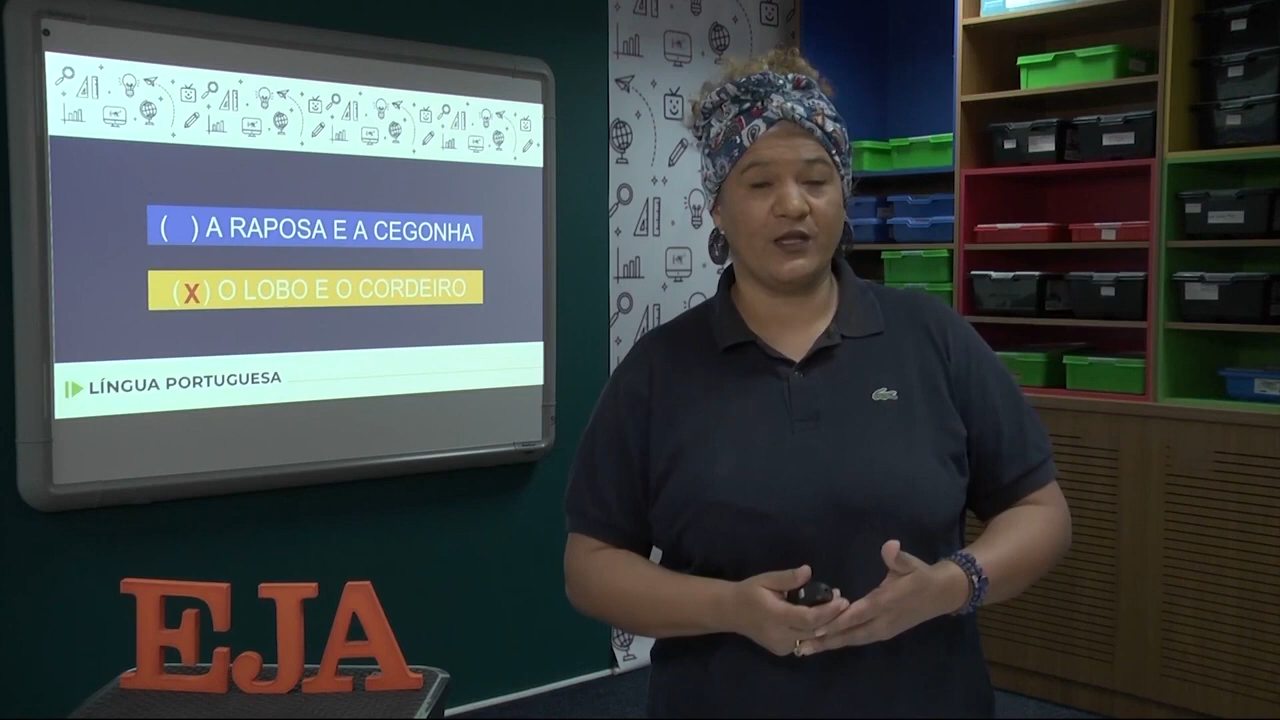 ( ) A RAPOSA E A CEGONHA
(X) O LOBO E O CORDEIRO
LÍNGUA PORTUGUESA
EJA